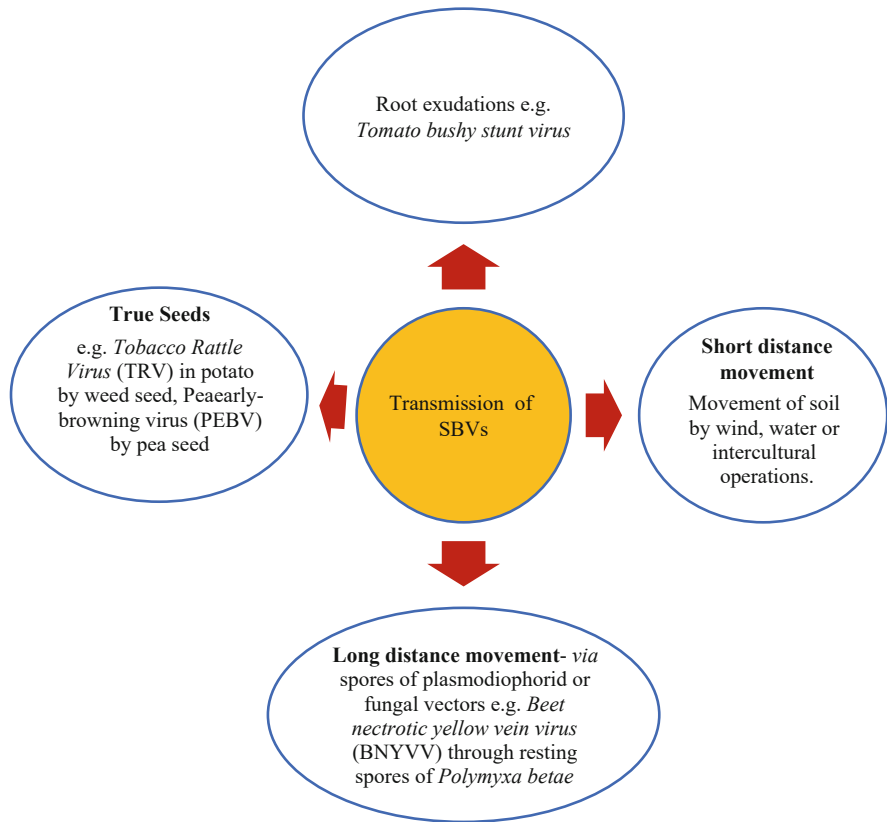 Root exudations e.g.
Tomato bushy stunt virus
True Seeds
e.g. Tobacco Rattle
Virus (TRV) in potato
by weed seed, Peaearly-
browning virus (PEBV)
by pea seed
Transmission of
SBVs
Short distance
movement
Movement of soil
by wind, water or
intercultural
operations.
Long distance movement- via
spores of plasmodiophorid or
fungal vectors e.g. Beet
nectrotic yellow vein virus
(BNYVV) through resting
spores of Polymyxa betae